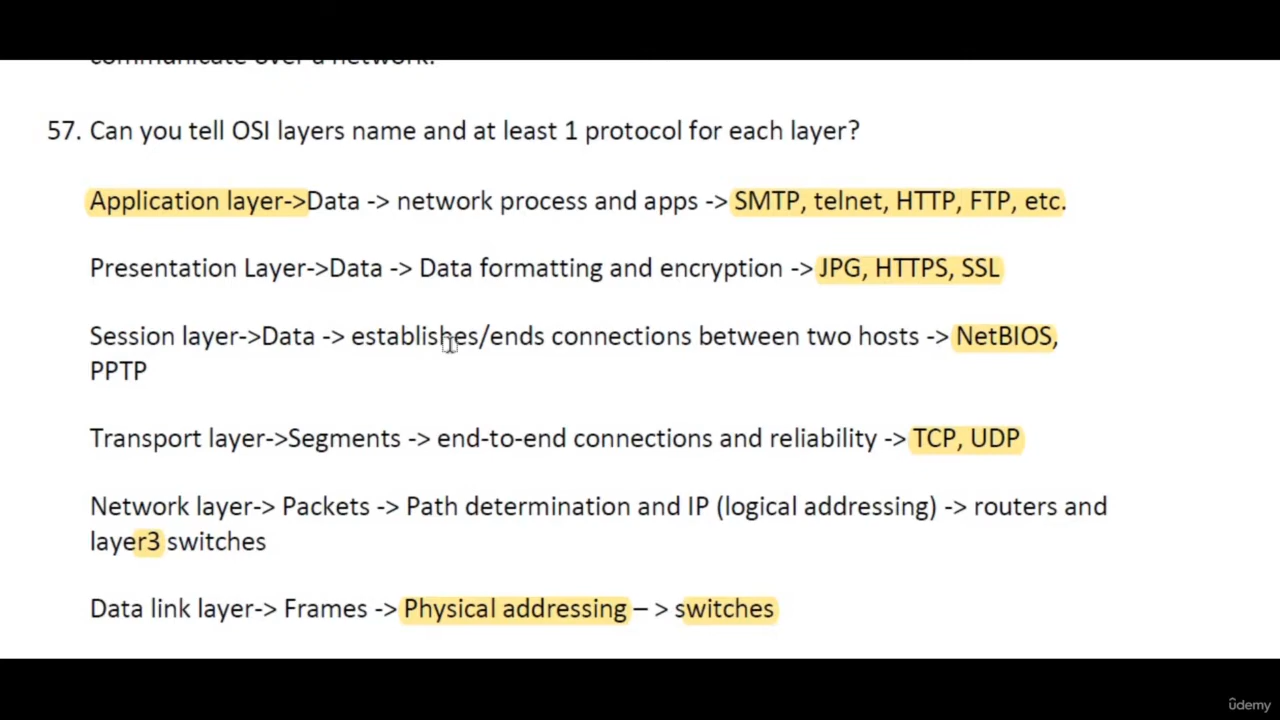 communicate over a network.
57. Can you tell OSI layers name and at least 1 protocol for each layer?
Application layer->Data -> network process and apps -> SMTP, telnet, HTTP, FTP, etc.
Presentation Layer->Data -> Data formatting and encryption -> JPG, HTTPS, SSL
Session layer->Data -> establishes/ends connections between two hosts -> NetBIOS,
PPTP
Transport layer->Segments -> end-to-end connections and reliability -> TCP, UDP
Network layer-> Packets -> Path determination and IP (logical addressing) -> routers and
layer3 switches
Data link layer-> Frames -> Physical addressing – > switches
ûdemy